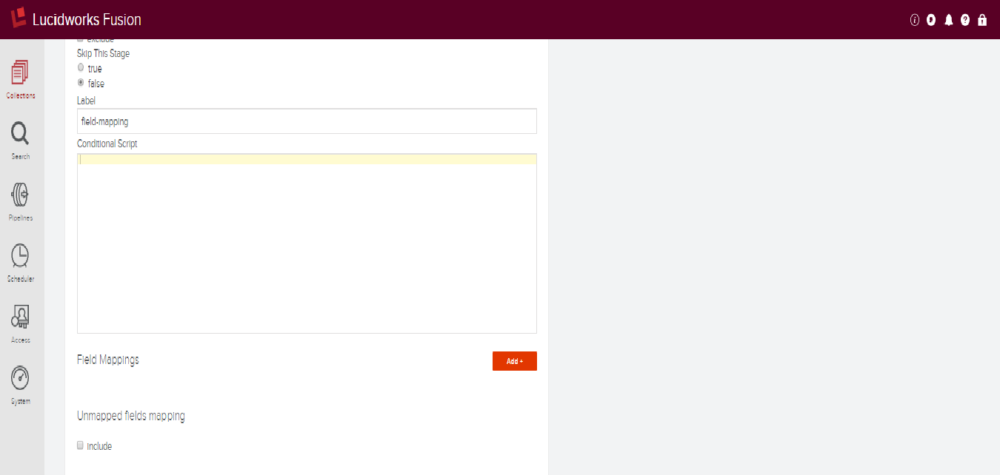 Lucidworks Fusion
exclude
Skip This Stage
true
false
Label
field-mapping
Conditional Script
Field Mappings
Add +
Unmapped fields mapping
include
Collections
Search
Pipelines
Scheduler
Access
System